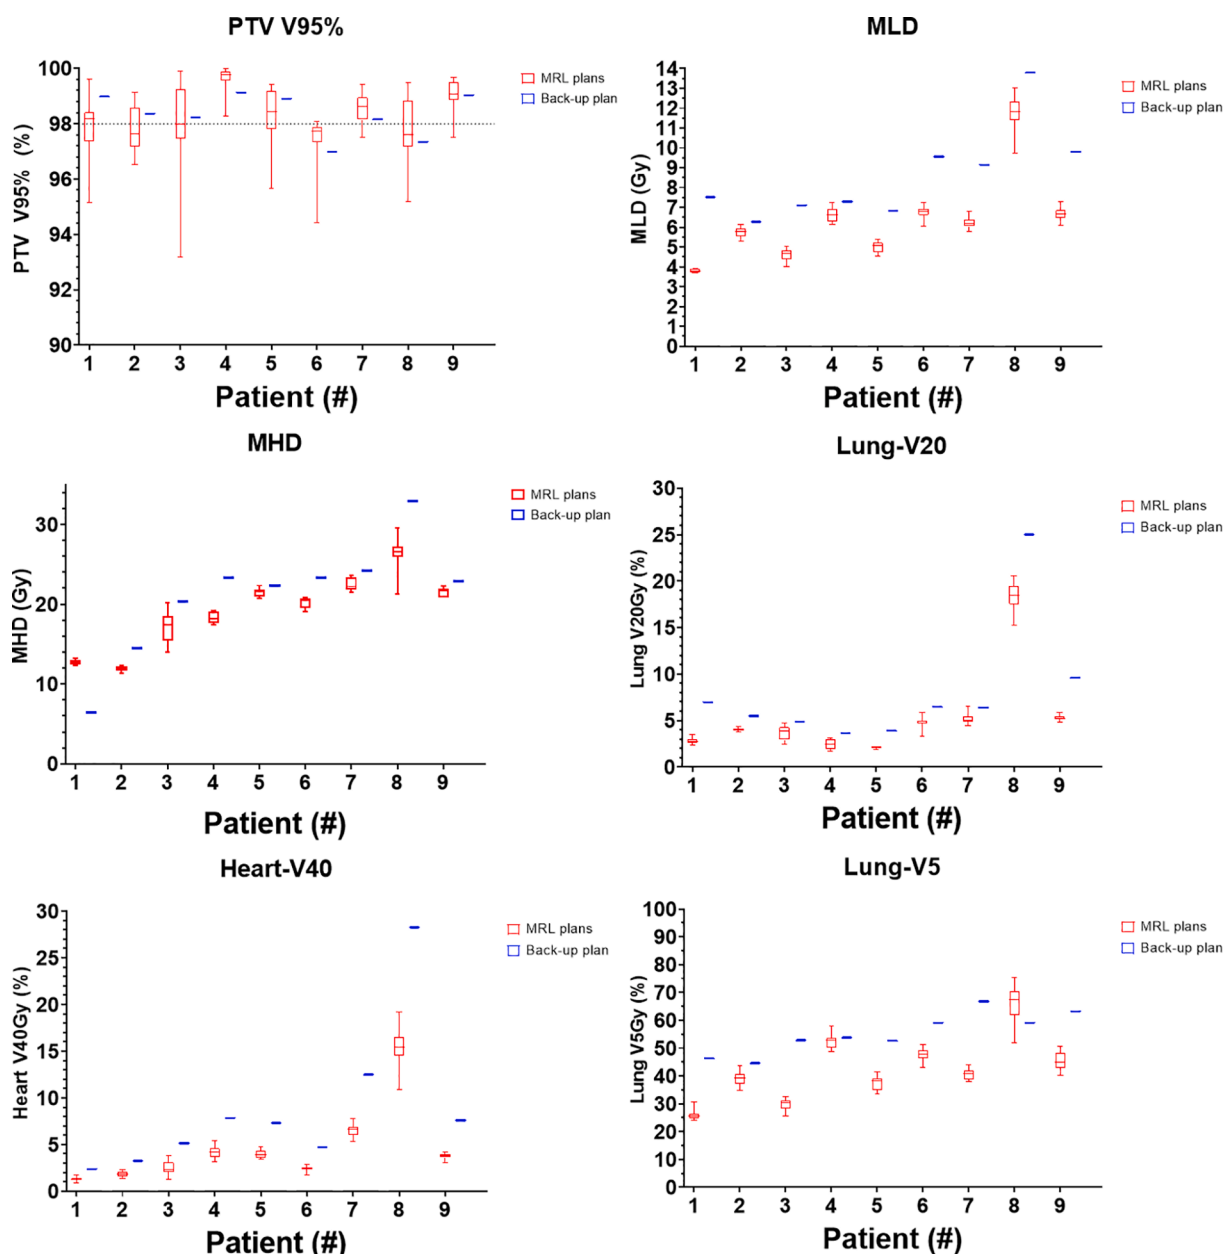 PTV V95%
PTV V95% (%)
100
98
96
94
92
90
1 2 3 4 5 6 7 8 9
Patient (#)
MRL plans
Back-up plan
MLD
MLD (Gy)
14
13
12
11
10
9
8
7
6
5
4
3
2
1
0
1 2 3 4 5 6 7 8 9
Patient (#)
MRL plans
Back-up plan
MHD
MHD (Gy)
30
20
10
0
1 2 3 4 5 6 7 8 9
Patient (#)
MRL plans
Back-up plan
Lung-V20
Lung V20Gy (%)
30
25
20
15
10
5
0
1 2 3 4 5 6 7 8 9
Patient (#)
MRL plans
Back-up plan
Heart-V40
Heart V40Gy (%)
30
25
20
15
10
5
0
1 2 3 4 5 6 7 8 9
Patient (#)
MRL plans
Back-up plan
Lung-V5
Lung V5Gy (%)
100
90
80
70
60
50
40
30
20
10
0
1 2 3 4 5 6 7 8 9
Patient (#)
MRL plans
Back-up plan